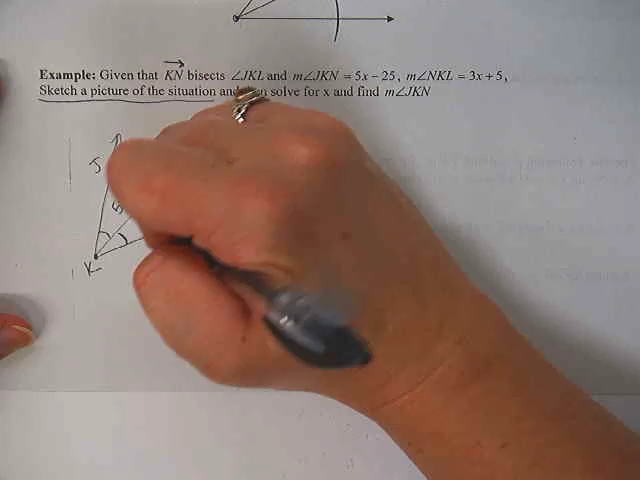 Example: Given that KN bisects ∠JKL and m∠JKN = 5x − 25, m∠NKL = 3x + 5,
Sketch a picture of the situation and solve for x and find m∠JKN
J
5
K